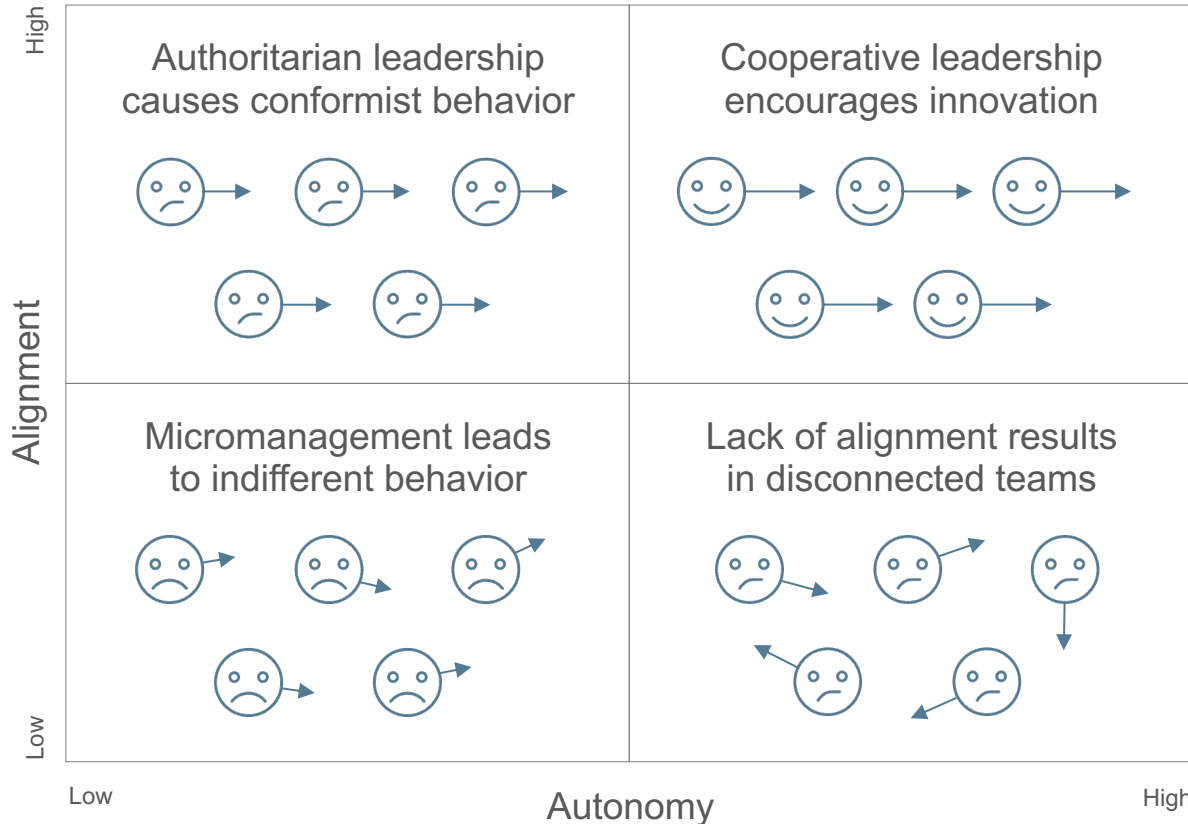 High
Authoritarian leadership
causes conformist behavior
Cooperative leadership
encourages innovation
Alignment
Micromanagement leads
to indifferent behavior
Lack of alignment results
in disconnected teams
Low
Low
Autonomy
High